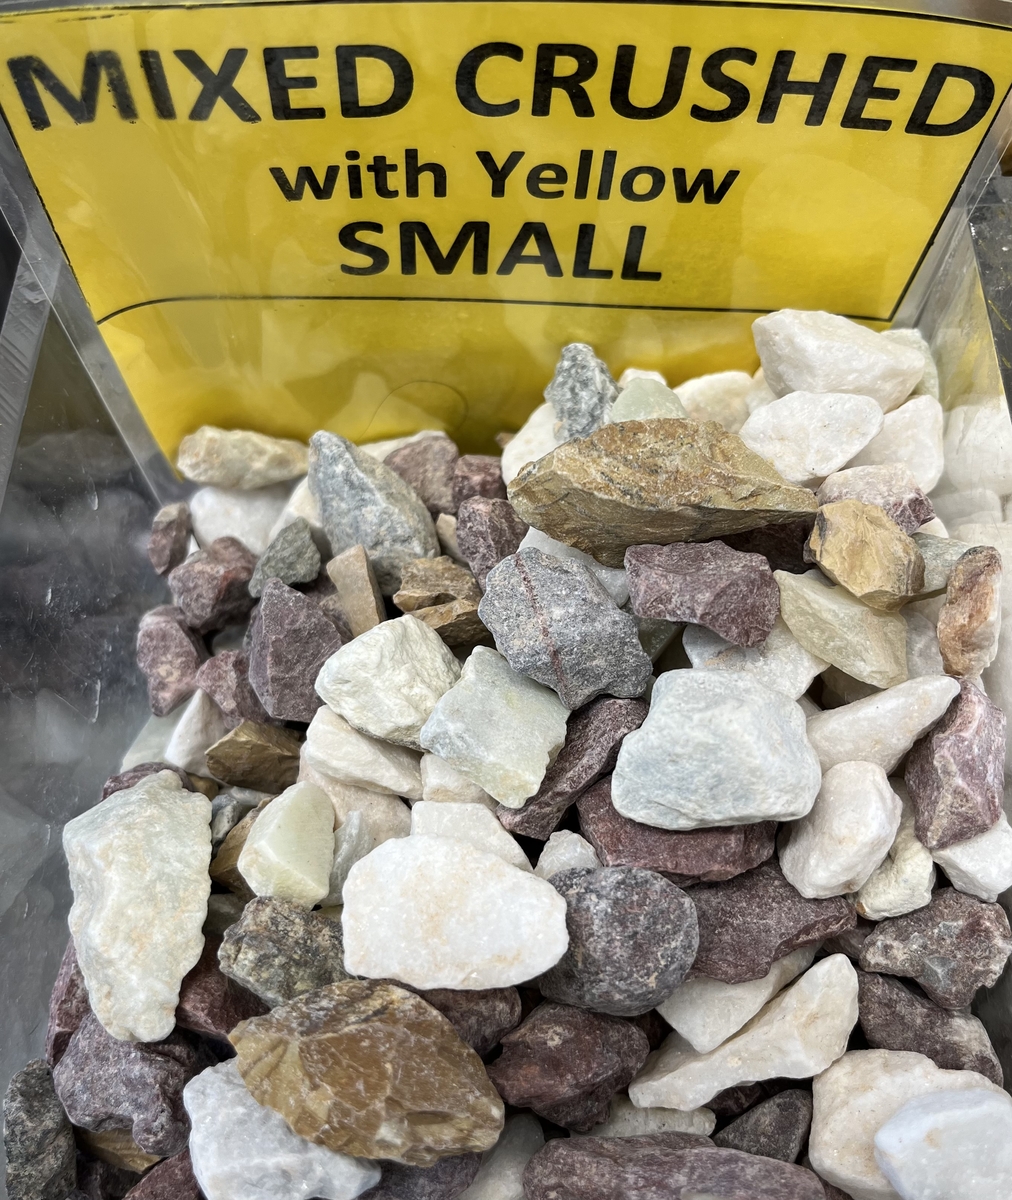 MIXED CRUSHED
with Yellow
SMALL